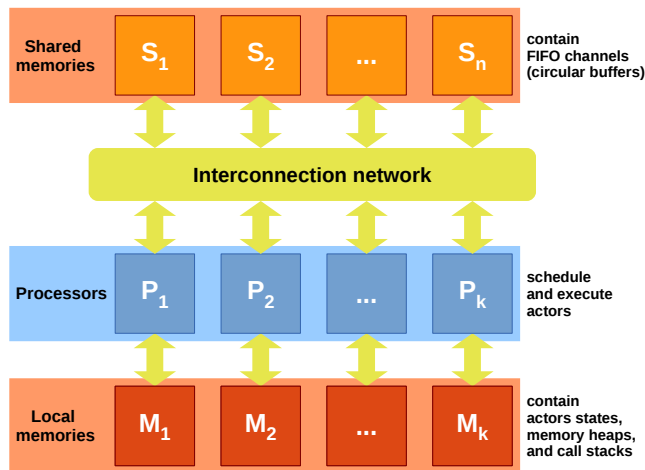 Shared memories
S1 S2 ... Sn
contain
FIFO channels
(circular buffers)
Interconnection network
Processors
P1 P2 ... Pk
schedule
and execute
actors
Local
memories
M1 M2 ... Mk
contain
actors states,
memory heaps,
and call stacks